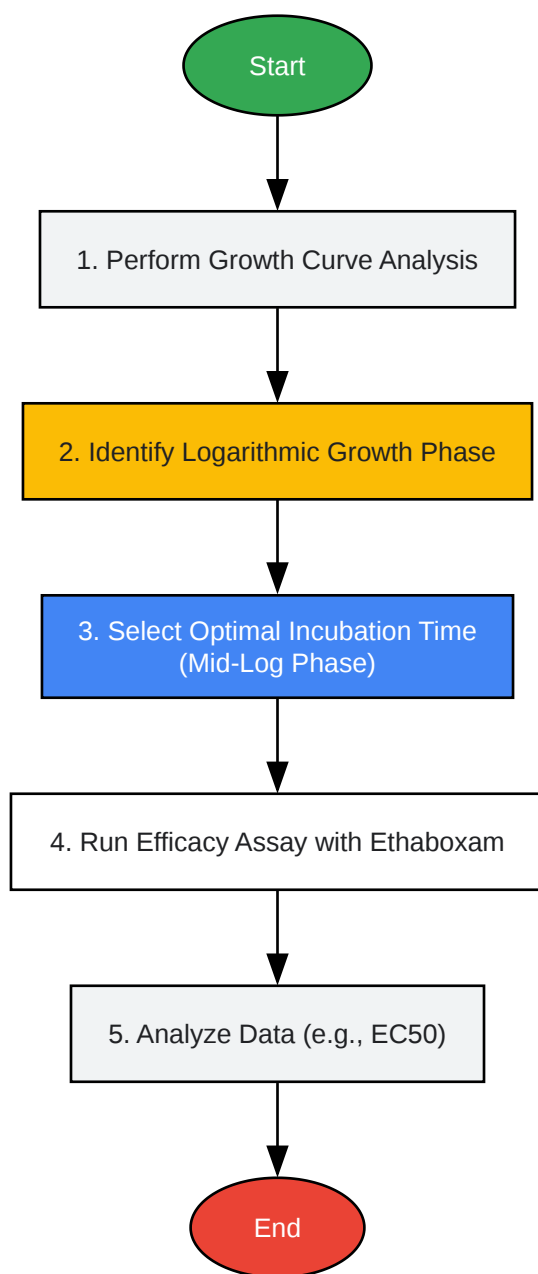 Start
1. Perform Growth Curve Analysis
2. Identify Logarithmic Growth Phase
3. Select Optimal Incubation Time
(Mid-Log Phase)
4. Run Efficacy Assay with Ethaboxam
5. Analyze Data (e.g., EC50)
End